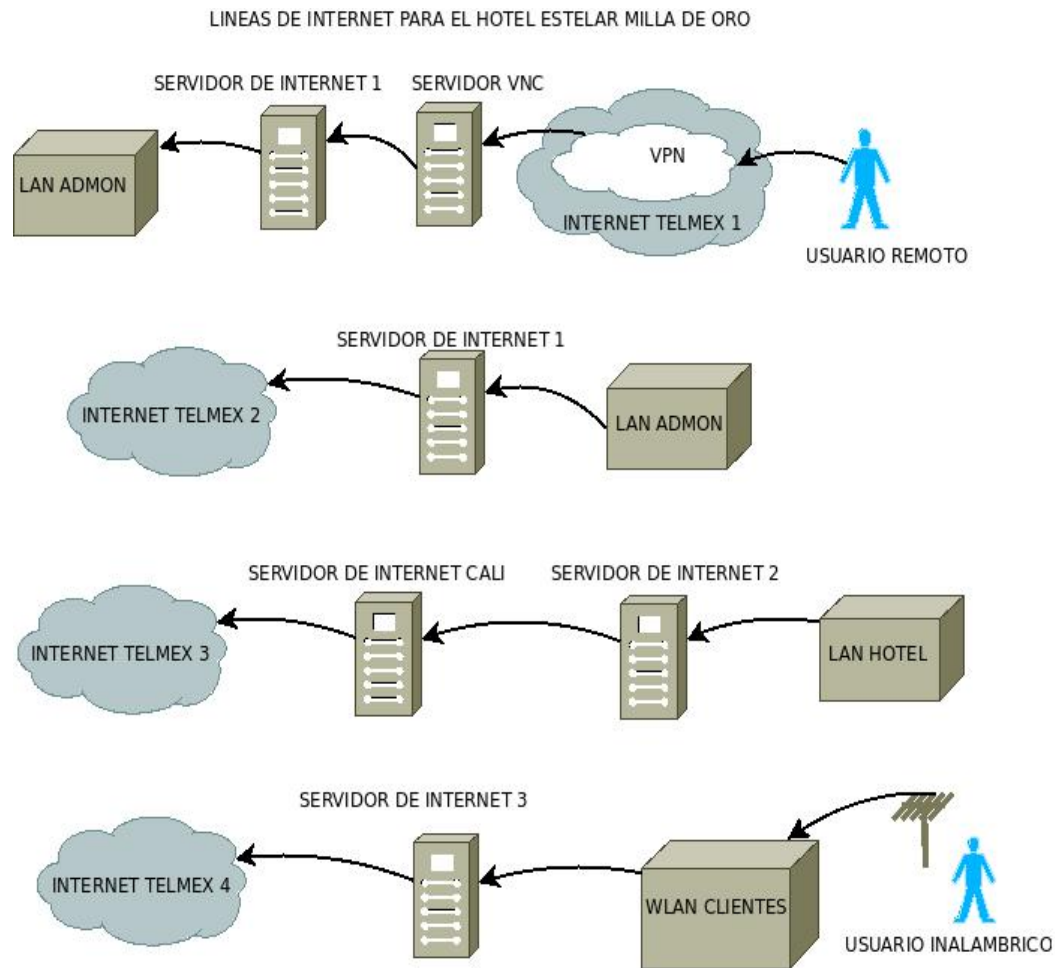 LINEAS DE INTERNET PARA EL HOTEL ESTELAR MILLA DE ORO
SERVIDOR DE INTERNET 1
SERVIDOR VNC
LAN ADMON
VPN
INTERNET TELMEX 1
USUARIO REMOTO
SERVIDOR DE INTERNET 1
INTERNET TELMEX 2
LAN ADMON
SERVIDOR DE INTERNET CALI
SERVIDOR DE INTERNET 2
INTERNET TELMEX 3
LAN HOTEL
SERVIDOR DE INTERNET 3
INTERNET TELMEX 4
WLAN CLIENTES
USUARIO INALAMBRICO